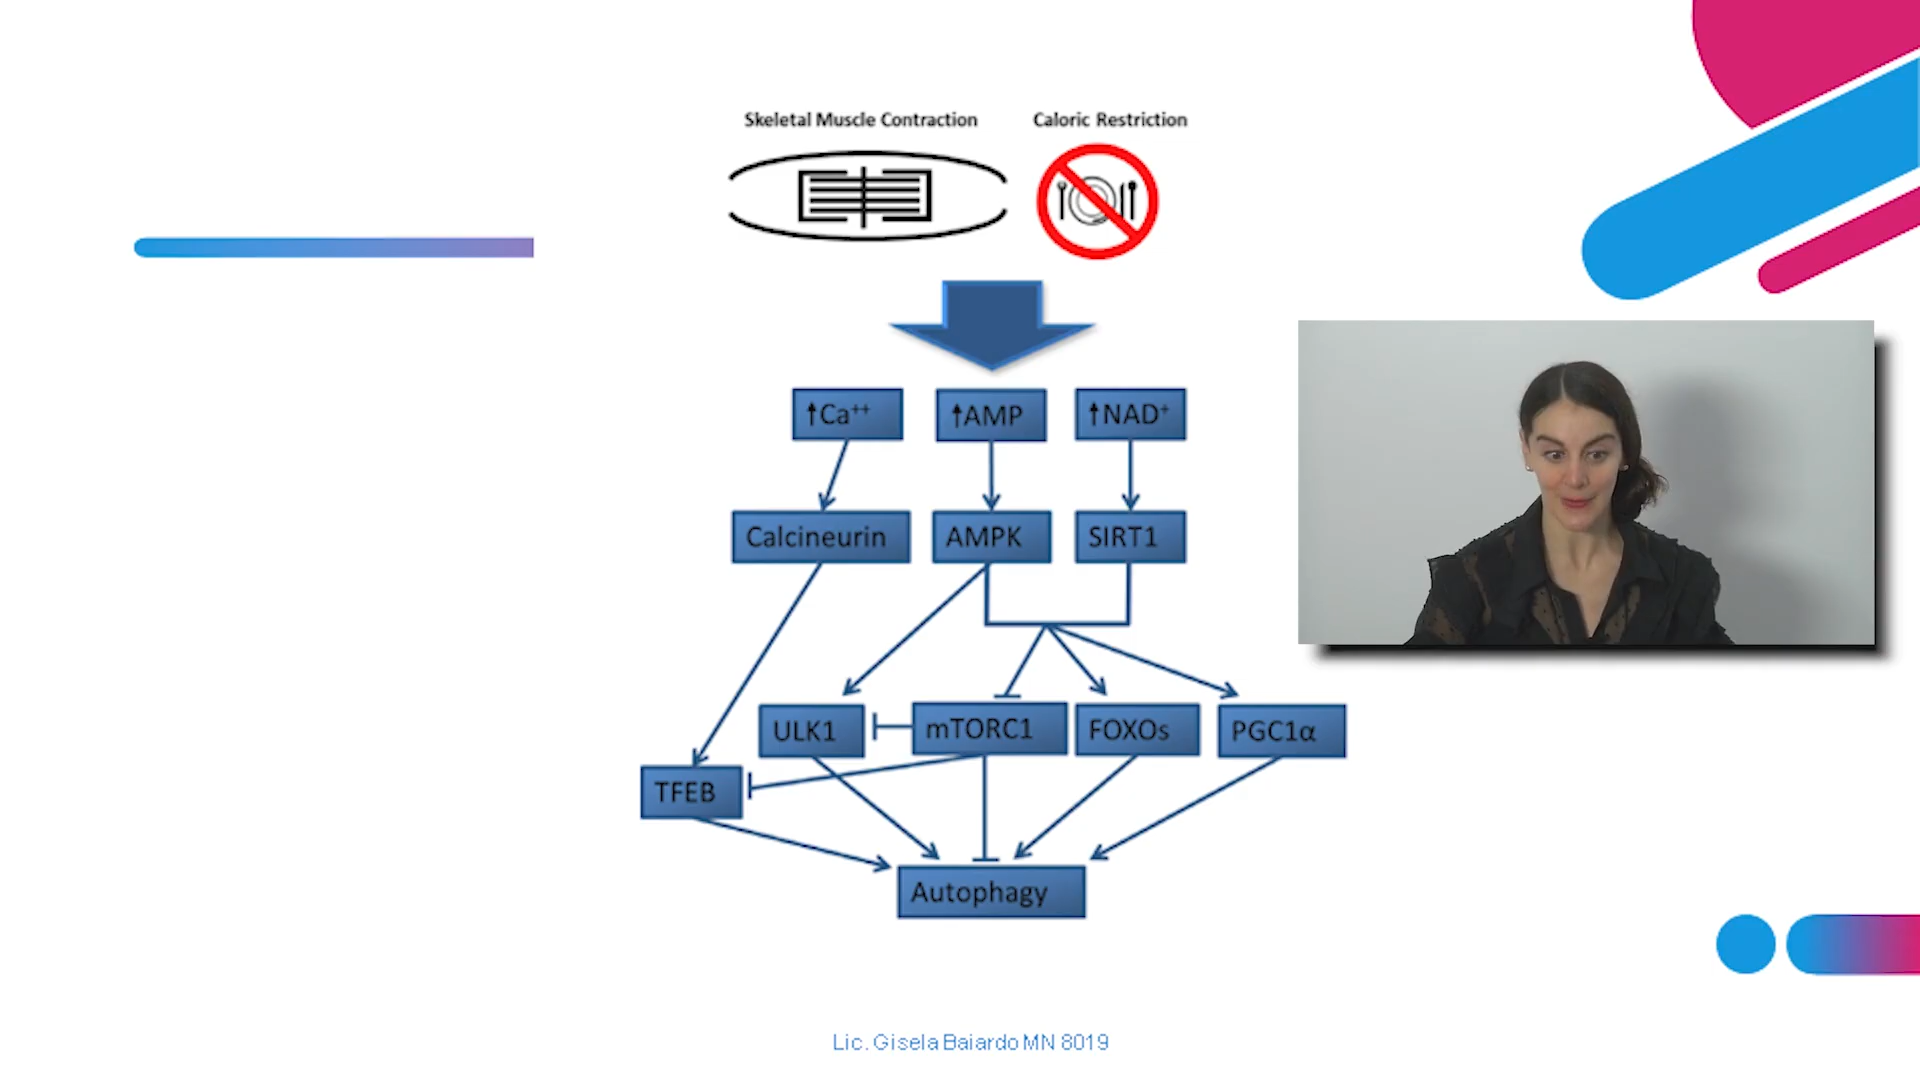 Skeletal Muscle Contraction
Caloric Restriction
↑Ca⁺⁺
↑AMP
↑NAD⁺
Calcineurin
AMPK
SIRT1
ULK1
mTORC1
FOXOs
PGC1α
TFEB
Autophagy
Lic. Gisela Baiardo MN 8019